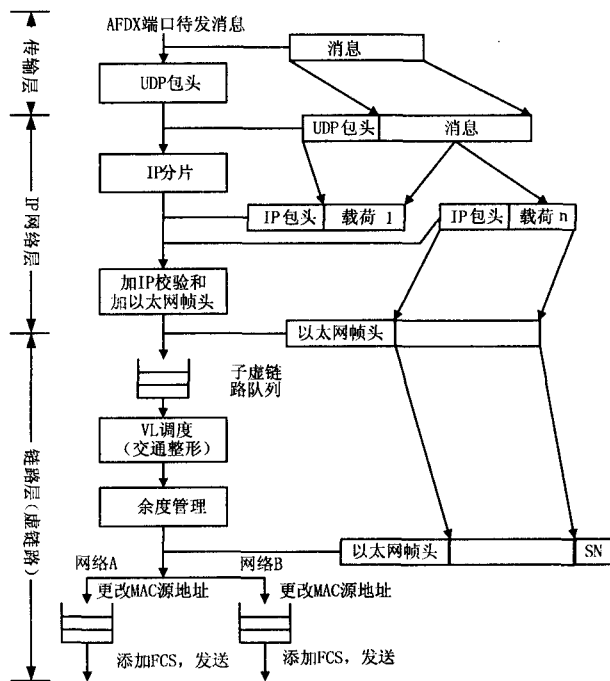 AFDX端口待发消息
消息
传输层
UDP包头
UDP包头 消息
IP分片
IP包头 载荷 1
IP包头 载荷 n
IP网络层
加IP校验和
加以太网帧头
以太网帧头
子虚链
路队列
VL调度
(交通整形)
链路层(虚链路)
余度管理
以太网帧头 SN
网络A
网络B
更改MAC源地址
更改MAC源地址
添加FCS，发送
添加FCS，发送